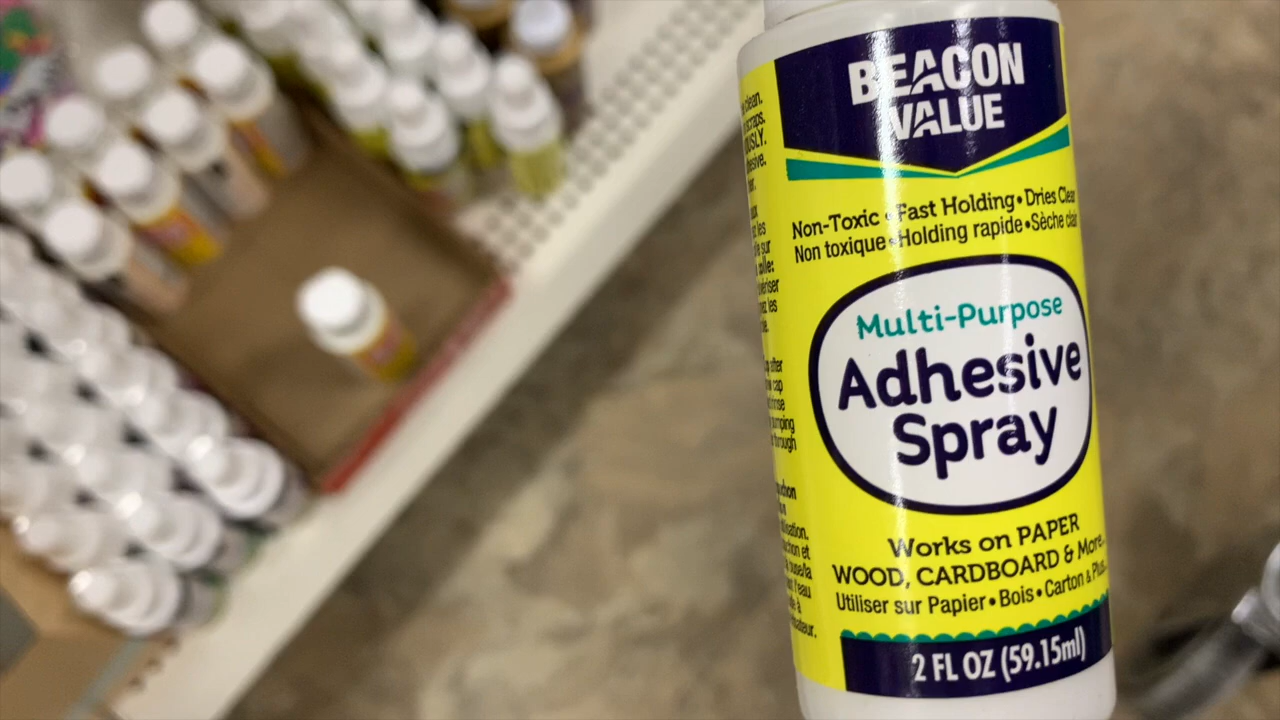 BEACON
VALUE
Non-Toxic • Fast Holding • Dries Clear
Non toxique • Holding rapide • Sèche clair
Multi-Purpose
Adhesive
Spray
Works on PAPER
WOOD, CARDBOARD & More.
Utiliser sur Papier • Bois • Carton & Plus.
2 FL OZ (59.15ml)